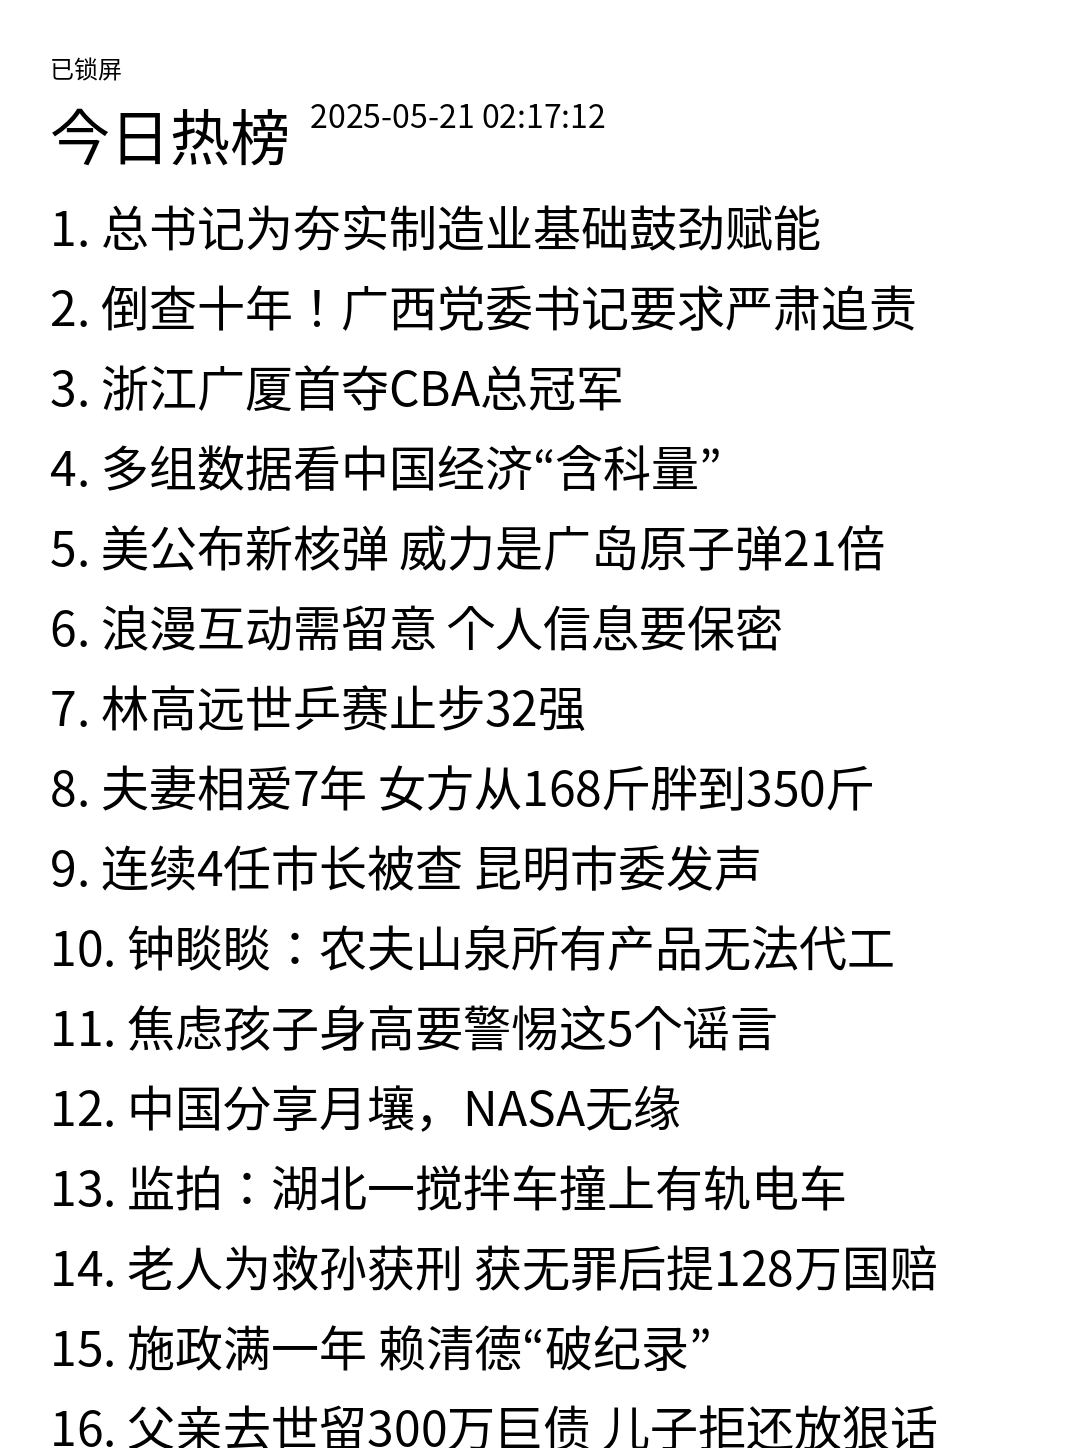 已锁屏
今日热榜 2025-05-21 02:17:12
1. 总书记为夯实制造业基础鼓劲赋能
2. 倒查十年！广西党委书记要求严肃追责
3. 浙江广厦首夺CBA总冠军
4. 多组数据看中国经济“含科量”
5. 美公布新核弹 威力是广岛原子弹21倍
6. 浪漫互动需留意 个人信息要保密
7. 林高远世乒赛止步32强
8. 夫妻相爱7年 女方从168斤胖到350斤
9. 连续4任市长被查 昆明市委发声
10. 钟睒睒：农夫山泉所有产品无法代工
11. 焦虑孩子身高要警惕这5个谣言
12. 中国分享月壤，NASA无缘
13. 监拍：湖北一搅拌车撞上有轨电车
14. 老人为救孙获刑 获无罪后提128万国赔
15. 施政满一年 赖清德“破纪录”
16. 父亲去世留300万巨债 儿子拒还放狠话